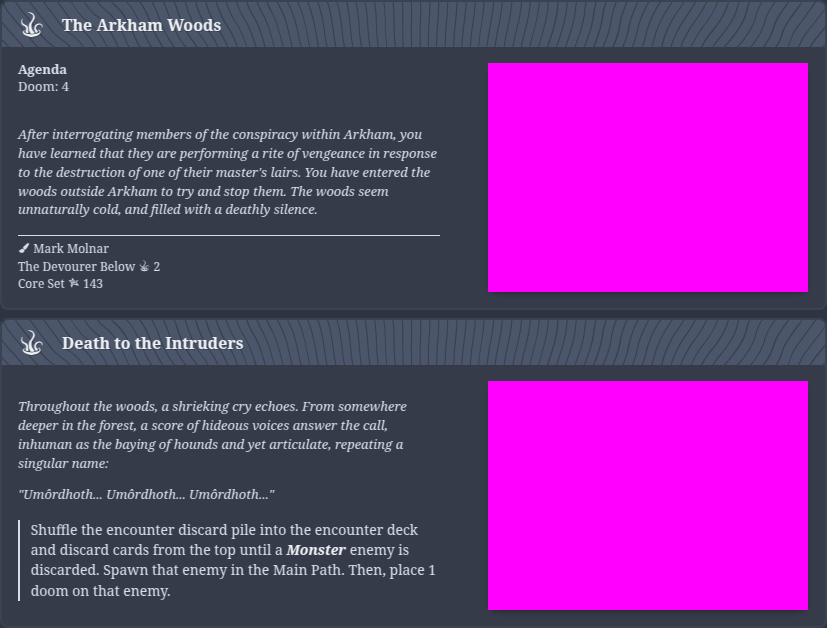 The Arkham Woods
Agenda
Doom: 4
After interrogating members of the conspiracy within Arkham, you
have learned that they are performing a rite of vengeance in response
to the destruction of one of their master's lairs. You have entered the
woods outside Arkham to try and stop them. The woods seem
unnaturally cold, and filled with a deathly silence.
Mark Molnar
The Devourer Below 2
Core Set 143
Death to the Intruders
Throughout the woods, a shrieking cry echoes. From somewhere
deeper in the forest, a score of hideous voices answer the call,
inhuman as the baying of hounds and yet articulate, repeating a
singular name:
"Umôrdhoth... Umôrdhoth... Umôrdhoth..."
Shuffle the encounter discard pile into the encounter deck
and discard cards from the top until a Monster enemy is
discarded. Spawn that enemy in the Main Path. Then, place 1
doom on that enemy.